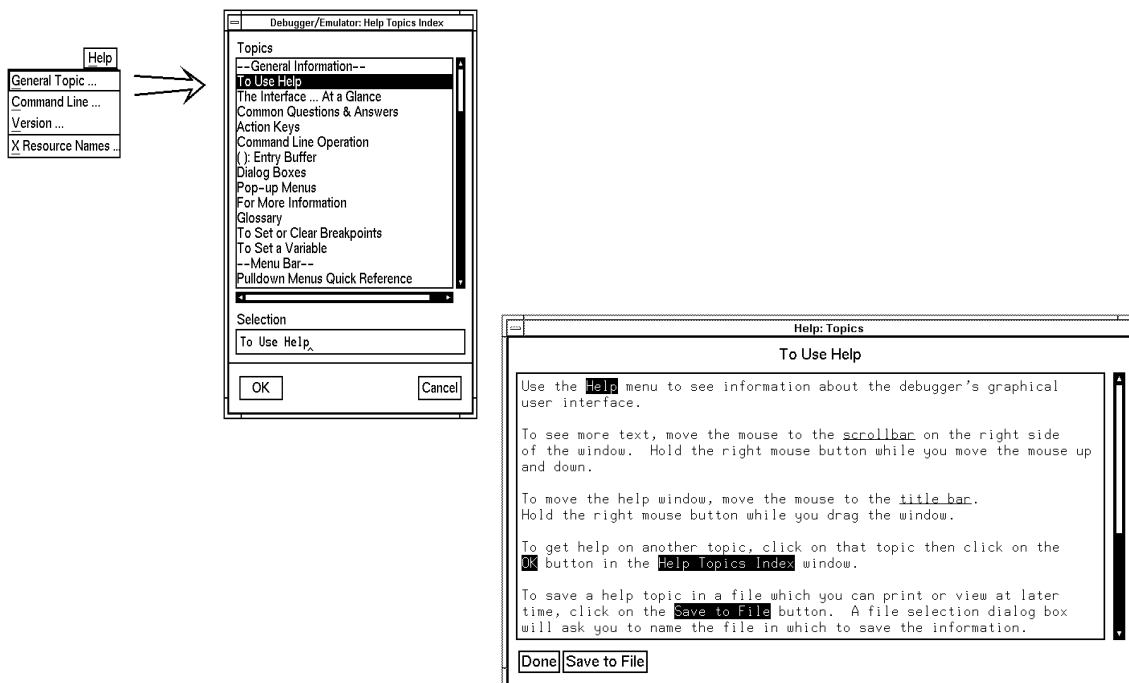 Help
General Topic ...
Command Line ...
Version ...
X Resource Names ..
Debugger/Emulator: Help Topics Index
Topics
--General Information--
To Use Help
The Interface ... At a Glance
Common Questions & Answers
Action Keys
Command Line Operation
( ): Entry Buffer
Dialog Boxes
Pop-up Menus
For More Information
Glossary
To Set or Clear Breakpoints
To Set a Variable
--Menu Bar--
Pulldown Menus Quick Reference
Selection
To Use Help
OK
Cancel
Help: Topics
To Use Help
Use the Help menu to see information about the debugger's graphical
user interface.
To see more text, move the mouse to the scrollbar on the right side
of the window. Hold the right mouse button while you move the mouse up
and down.
To move the help window, move the mouse to the title bar.
Hold the right mouse button while you drag the window.
To get help on another topic, click on that topic then click on the
OK button in the Help Topics Index window.
To save a help topic in a file which you can print or view at later
time, click on the Save to File button. A file selection dialog box
will ask you to name the file in which to save the information.
Done
Save to File